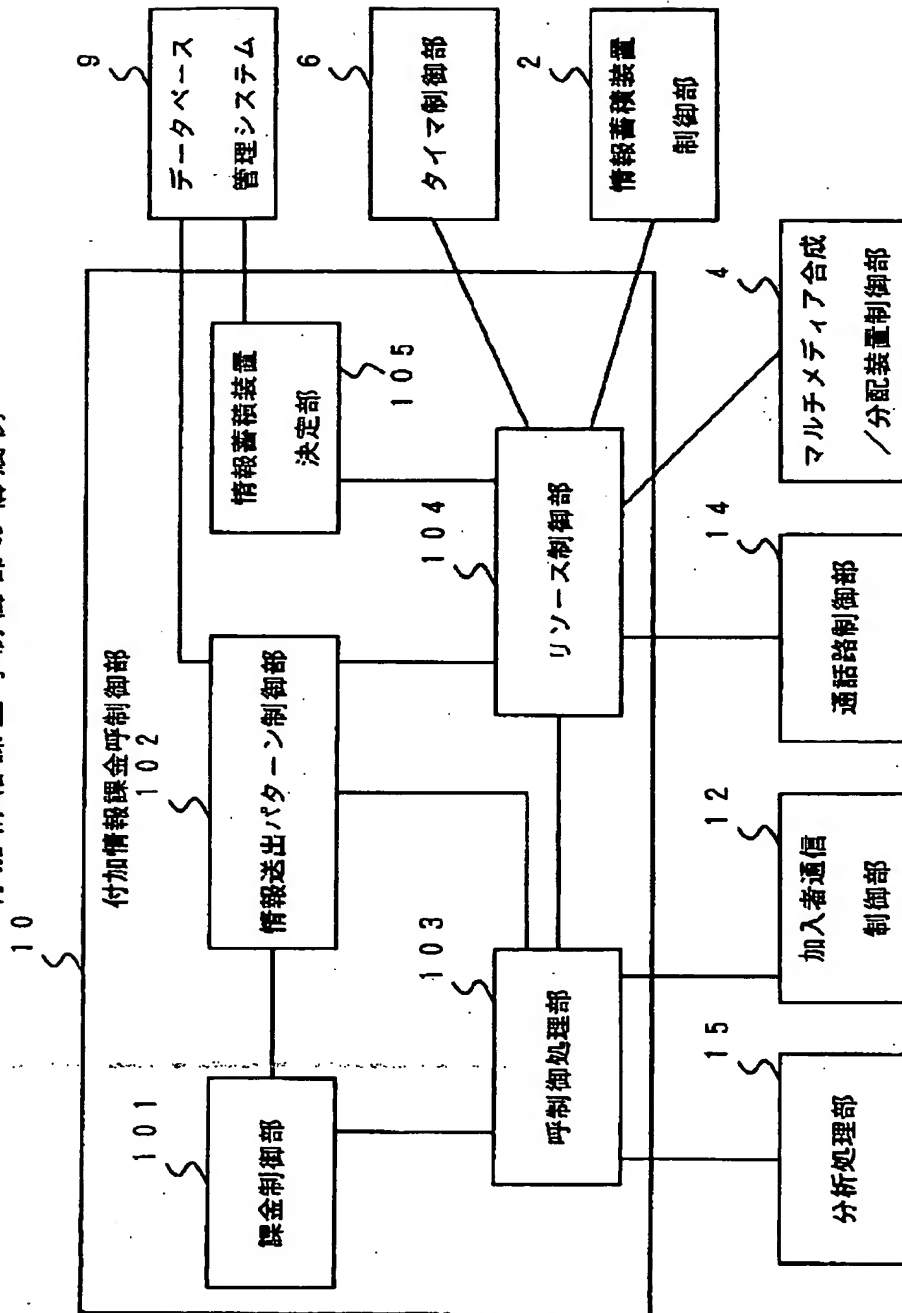 10
付加情報課金呼制御部
101
課金制御部
102
情報送出パターン制御部
情報蓄積装置
決定部
105
103
呼制御処理部
104
リソース制御部
9
データベース
管理システム
6
タイマ制御部
2
情報蓄積装置
制御部
15
分析処理部
12
加入者通信
制御部
14
通話路制御部
4
マルチメディア合成
/分配装置制御部